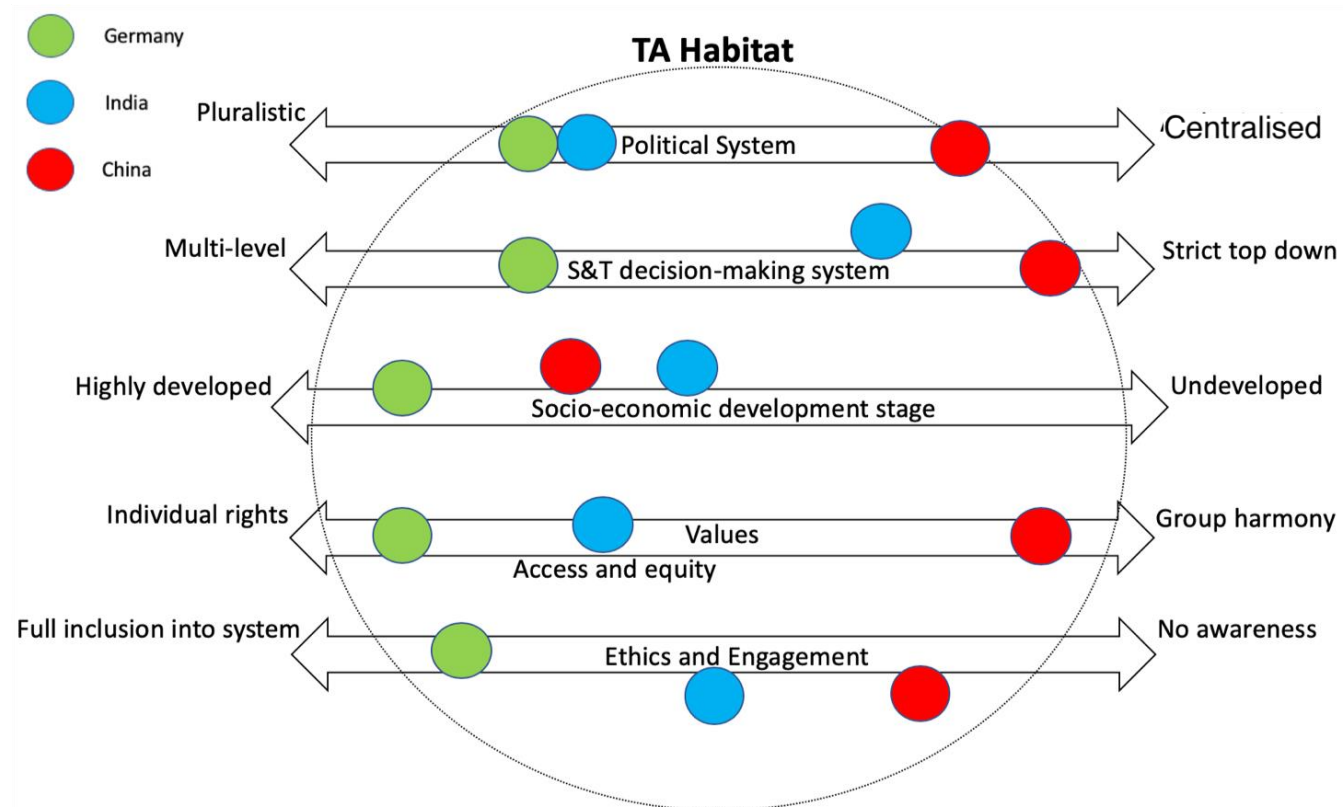 Germany
India
China
TA Habitat
Pluralistic
Political System
Centralised
Multi-level
S&T decision-making system
Strict top down
Highly developed
Socio-economic development stage
Undeveloped
Individual rights
Values
Group harmony
Access and equity
Full inclusion into system
Ethics and Engagement
No awareness